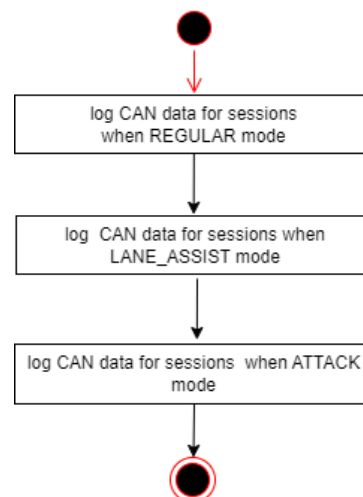 log CAN data for sessions
when REGULAR mode
log CAN data for sessions when
LANE_ASSIST mode
log CAN data for sessions when ATTACK
mode